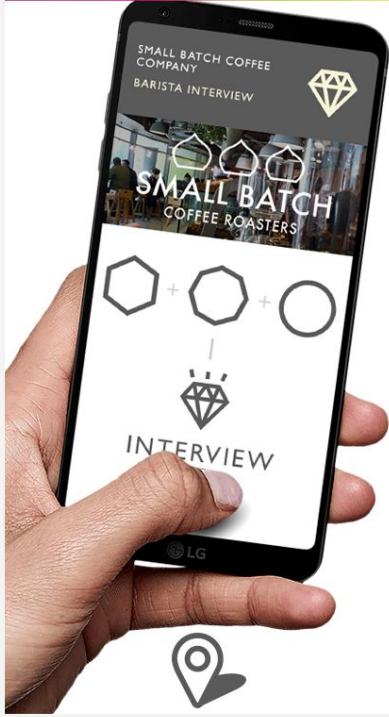 SMALL BATCH COFFEE
COMPANY
BARISTA INTERVIEW
SMALL BATCH
COFFEE ROASTERS
INTERVIEW
LG